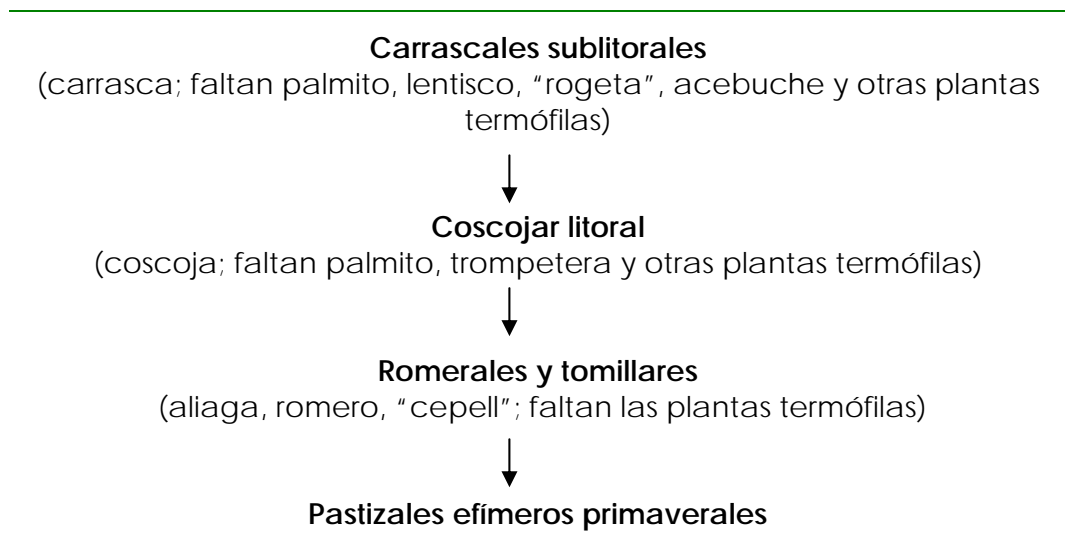 Carrascales sublitorales
(carrasca; faltan palmito, lentisco, “rogeta”, acebuche y otras plantas
termófilas)
Coscojar litoral
(coscoja; faltan palmito, trompetera y otras plantas termófilas)
Romerales y tomillares
(aliaga, romero, “cepell”; faltan las plantas termófilas)
Pastizales efímeros primaverales